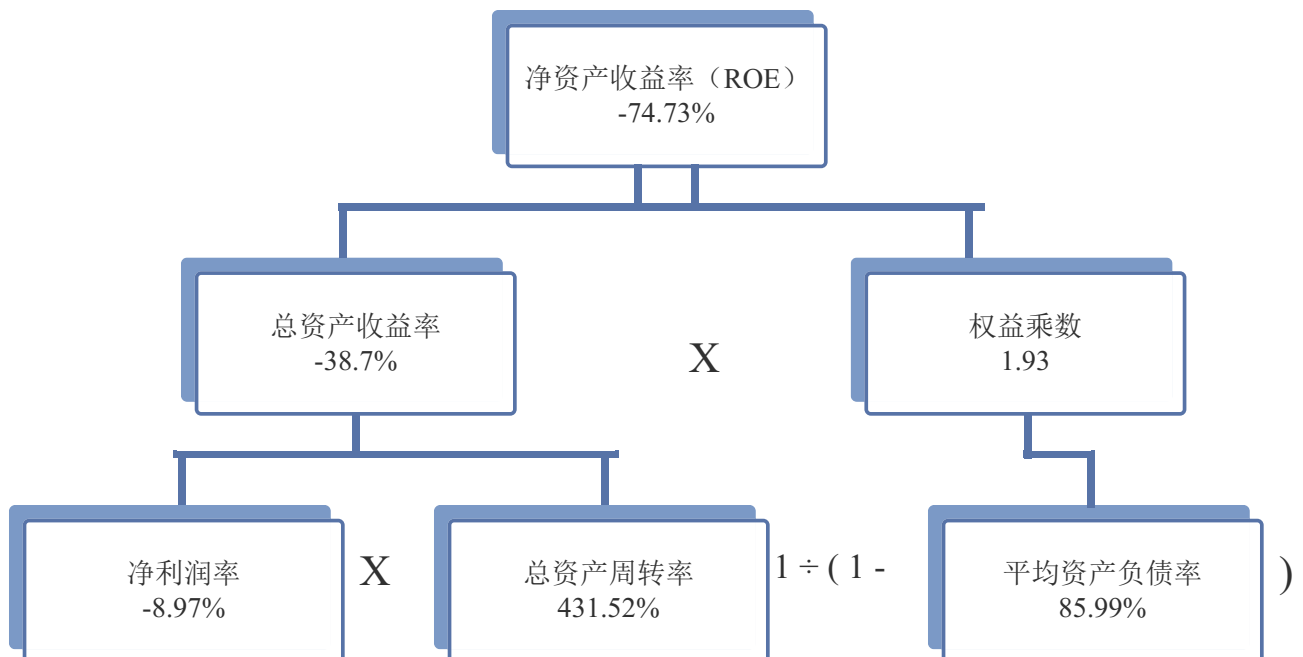 净资产收益率（ROE）
-74.73%
总资产收益率
-38.7%
X
权益乘数
1.93
净利润率
-8.97%
X
总资产周转率
431.52%
1 ÷ ( 1 -
平均资产负债率
85.99%
)